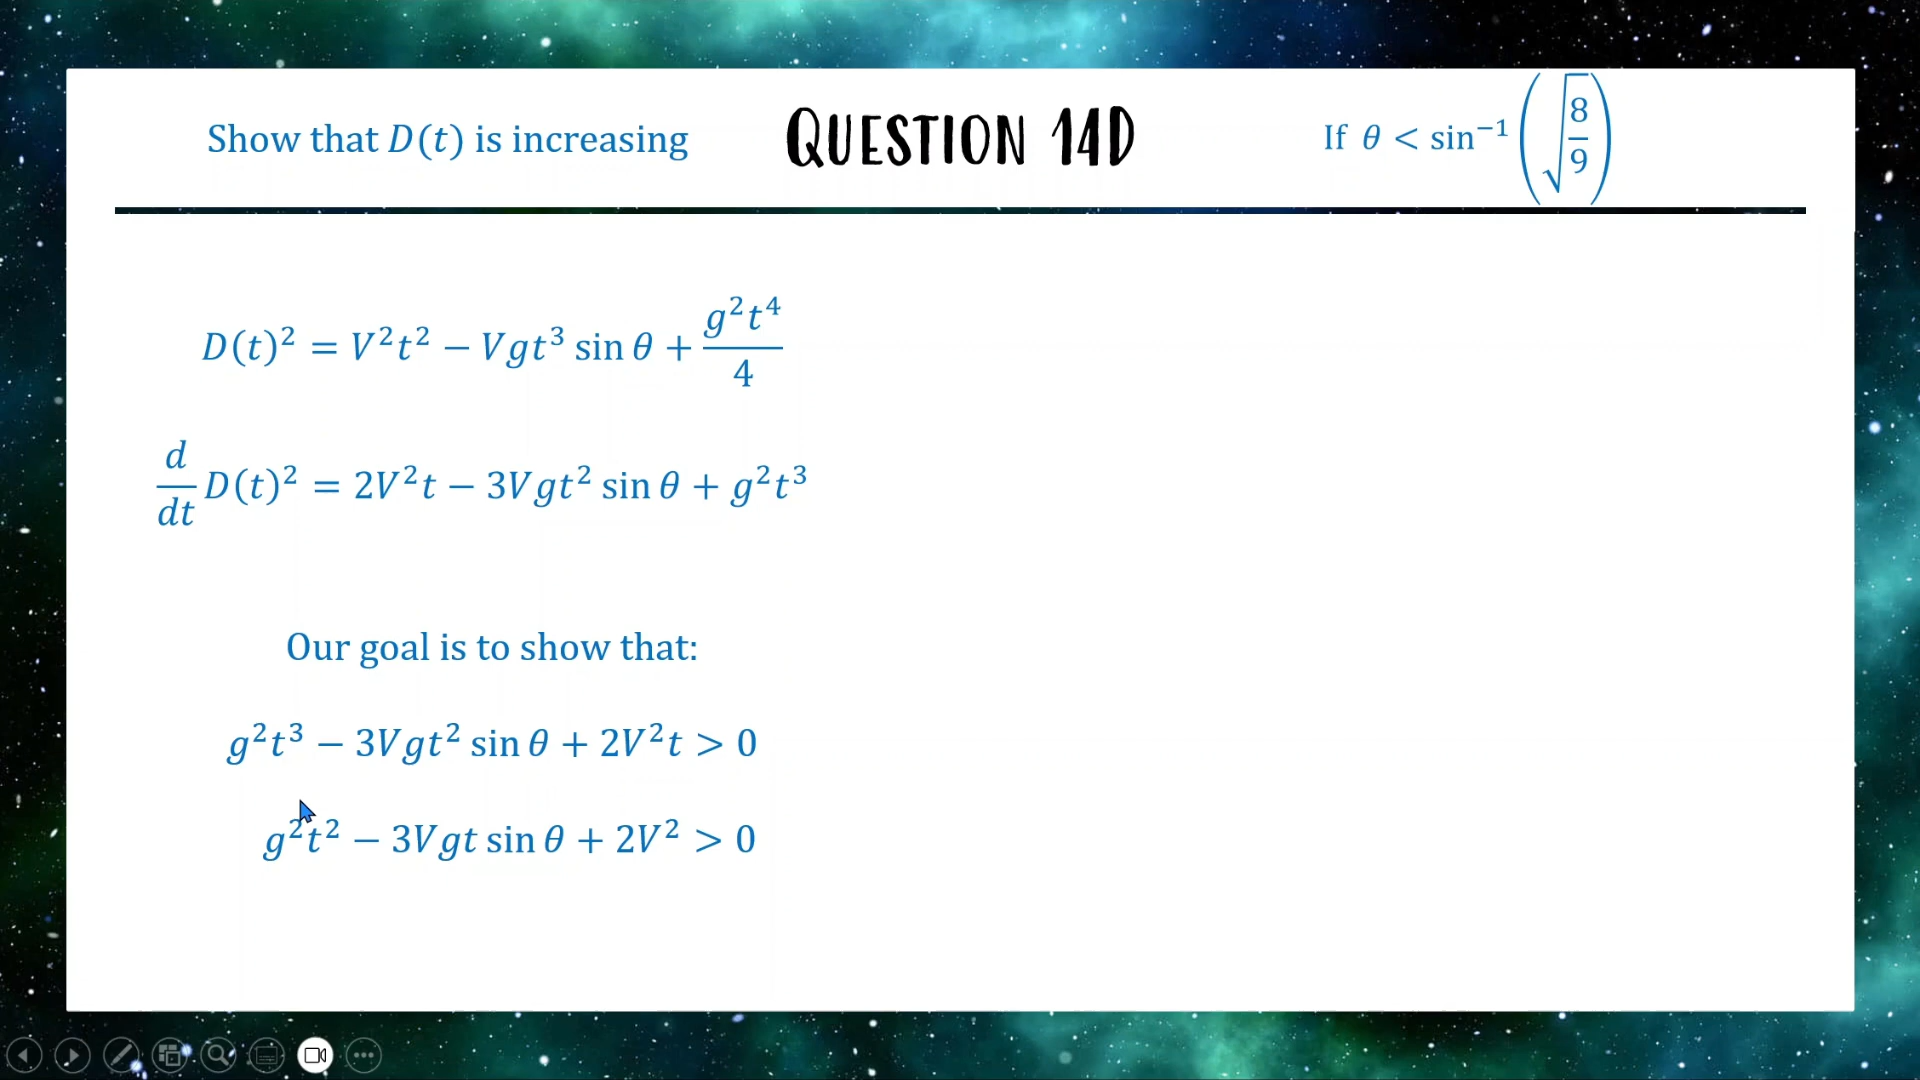 Show that D(t) is increasing
QUESTION 14D
If θ < sin⁻¹(√(8/9))
D(t)² = V²t² − Vgt³ sin θ + g²t⁴/4
d/dt D(t)² = 2V²t − 3Vgt² sin θ + g²t³
Our goal is to show that:
g²t³ − 3Vgt² sin θ + 2V²t > 0
g²t² − 3Vgt sin θ + 2V² > 0